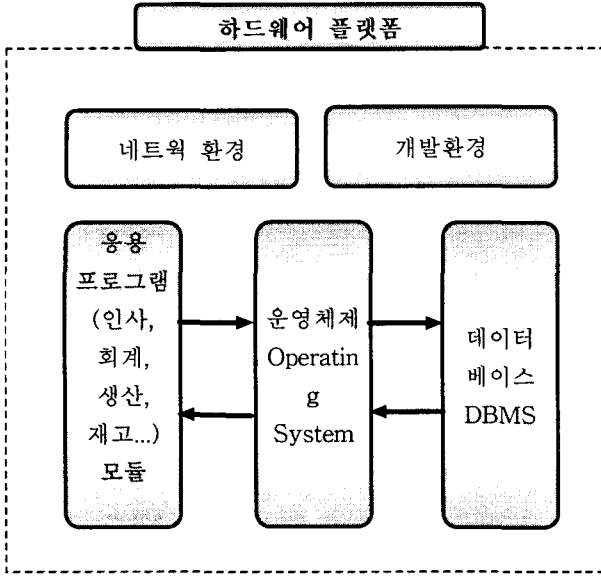 하드웨어 플랫폼
네트웍 환경
개발환경
응용
프로그램
(인사,
회계,
생산,
재고...)
모듈
운영체제
Operatin
g
System
데이터
베이스
DBMS